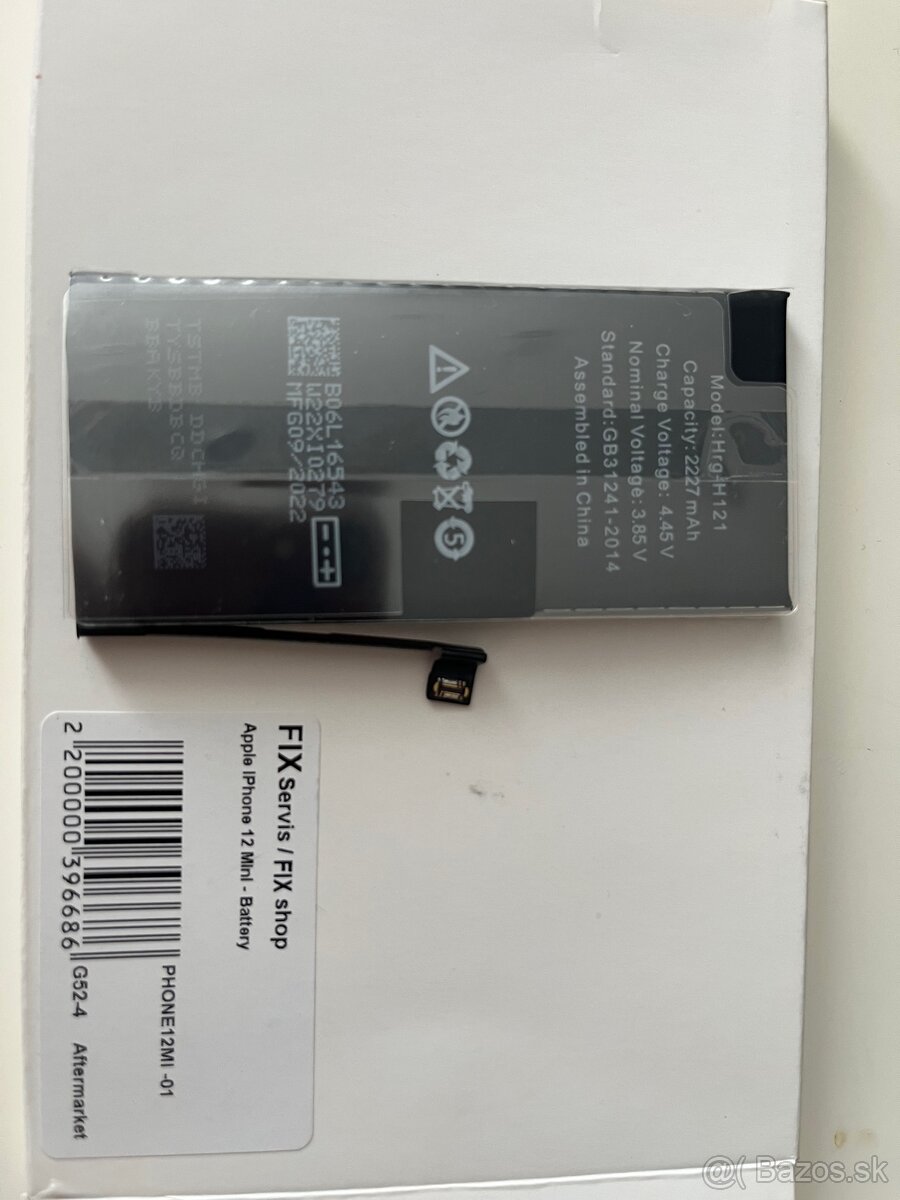 Model:Hrg-H121
Capacity: 2227 mAh
Charge Voltage: 4.45 V
Nominal Voltage: 3.85 V
Standard:GB31241-2014
Assembled in China
5
B06L16543
W22XI0279
MFG09/2022
FIX Servis / FIX shop
Apple iPhone 12 Mini - Battery
PHONE12MI -01
2 200000 396686
G52-4 Aftermarket
@( Bazos.sk